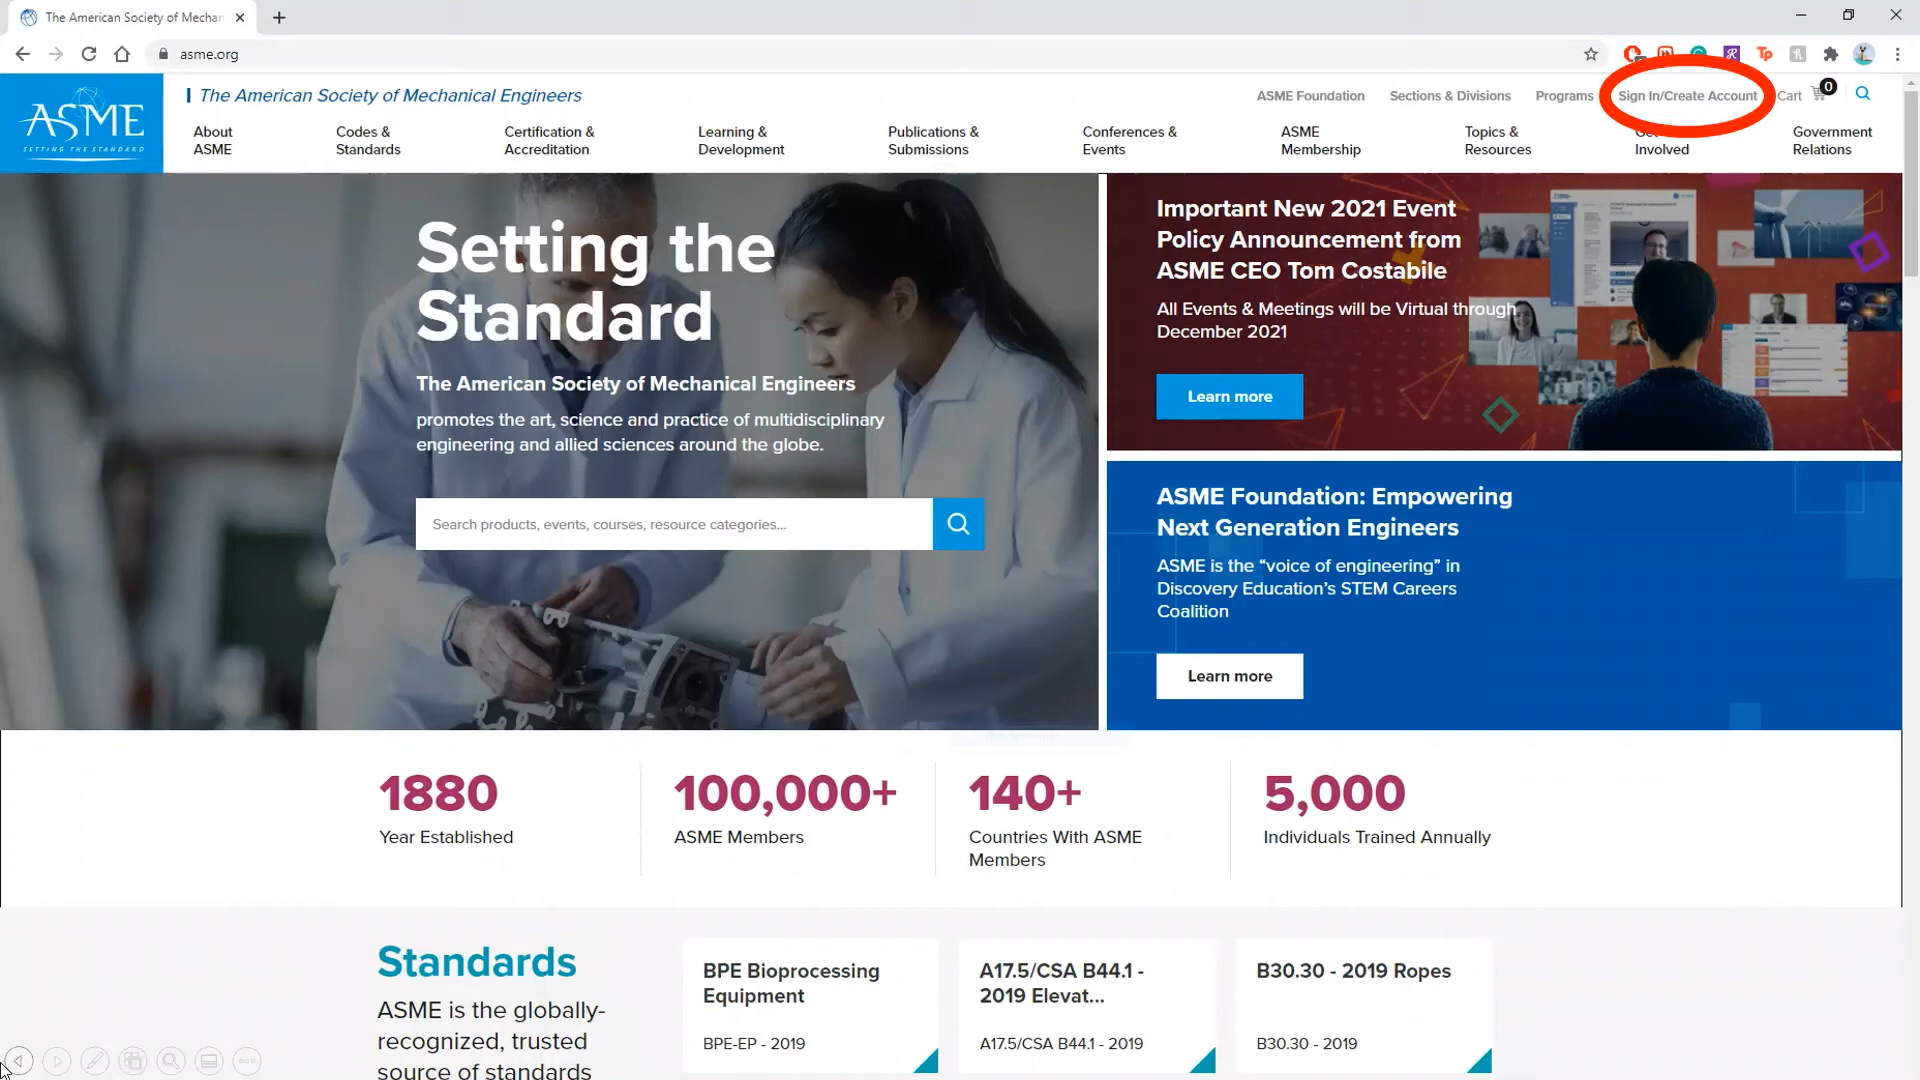 The American Society of Mechan
asme.org
ASME
SETTING THE STANDARD
The American Society of Mechanical Engineers
ASME Foundation
Sections & Divisions
Programs
Sign In/Create Account
Cart
0
About
ASME
Codes &
Standards
Certification &
Accreditation
Learning &
Development
Publications &
Submissions
Conferences &
Events
ASME
Membership
Topics &
Resources
Involved
Government
Relations
Setting the
Standard
The American Society of Mechanical Engineers
promotes the art, science and practice of multidisciplinary
engineering and allied sciences around the globe.
Search products, events, courses, resource categories...
Important New 2021 Event
Policy Announcement from
ASME CEO Tom Costabile
All Events & Meetings will be Virtual through
December 2021
Learn more
ASME Foundation: Empowering
Next Generation Engineers
ASME is the “voice of engineering” in
Discovery Education’s STEM Careers
Coalition
Learn more
1880
Year Established
100,000+
ASME Members
140+
Countries With ASME
Members
5,000
Individuals Trained Annually
Standards
ASME is the globally-
recognized, trusted
source of standards
BPE Bioprocessing
Equipment
BPE-EP - 2019
A17.5/CSA B44.1 -
2019 Elevat...
A17.5/CSA B44.1 - 2019
B30.30 - 2019 Ropes
B30.30 - 2019